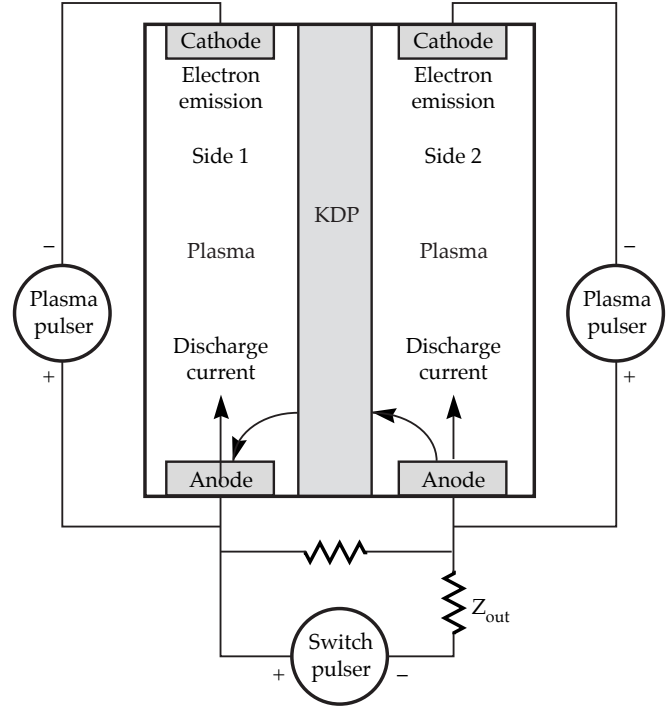 Cathode
Cathode
Electron
emission
Electron
emission
Side 1
Side 2
KDP
Plasma
Plasma
−
−
Plasma
pulser
Plasma
pulser
+
+
Discharge
current
Discharge
current
Anode
Anode
Zout
Switch
pulser
+
−